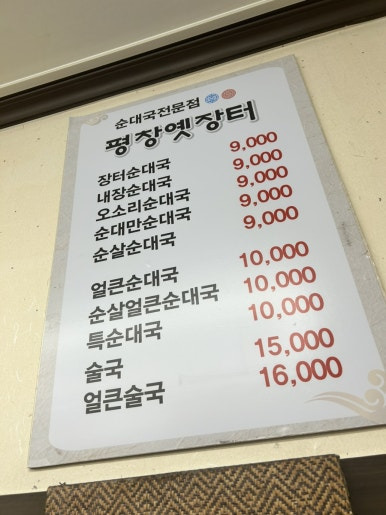 순대국전문점
평창옛장터
장터순대국 9,000
내장순대국 9,000
오소리순대국 9,000
순대만순대국 9,000
순살순대국 9,000
얼큰순대국 10,000
순살얼큰순대국 10,000
특순대국 10,000
술국 15,000
얼큰술국 16,000